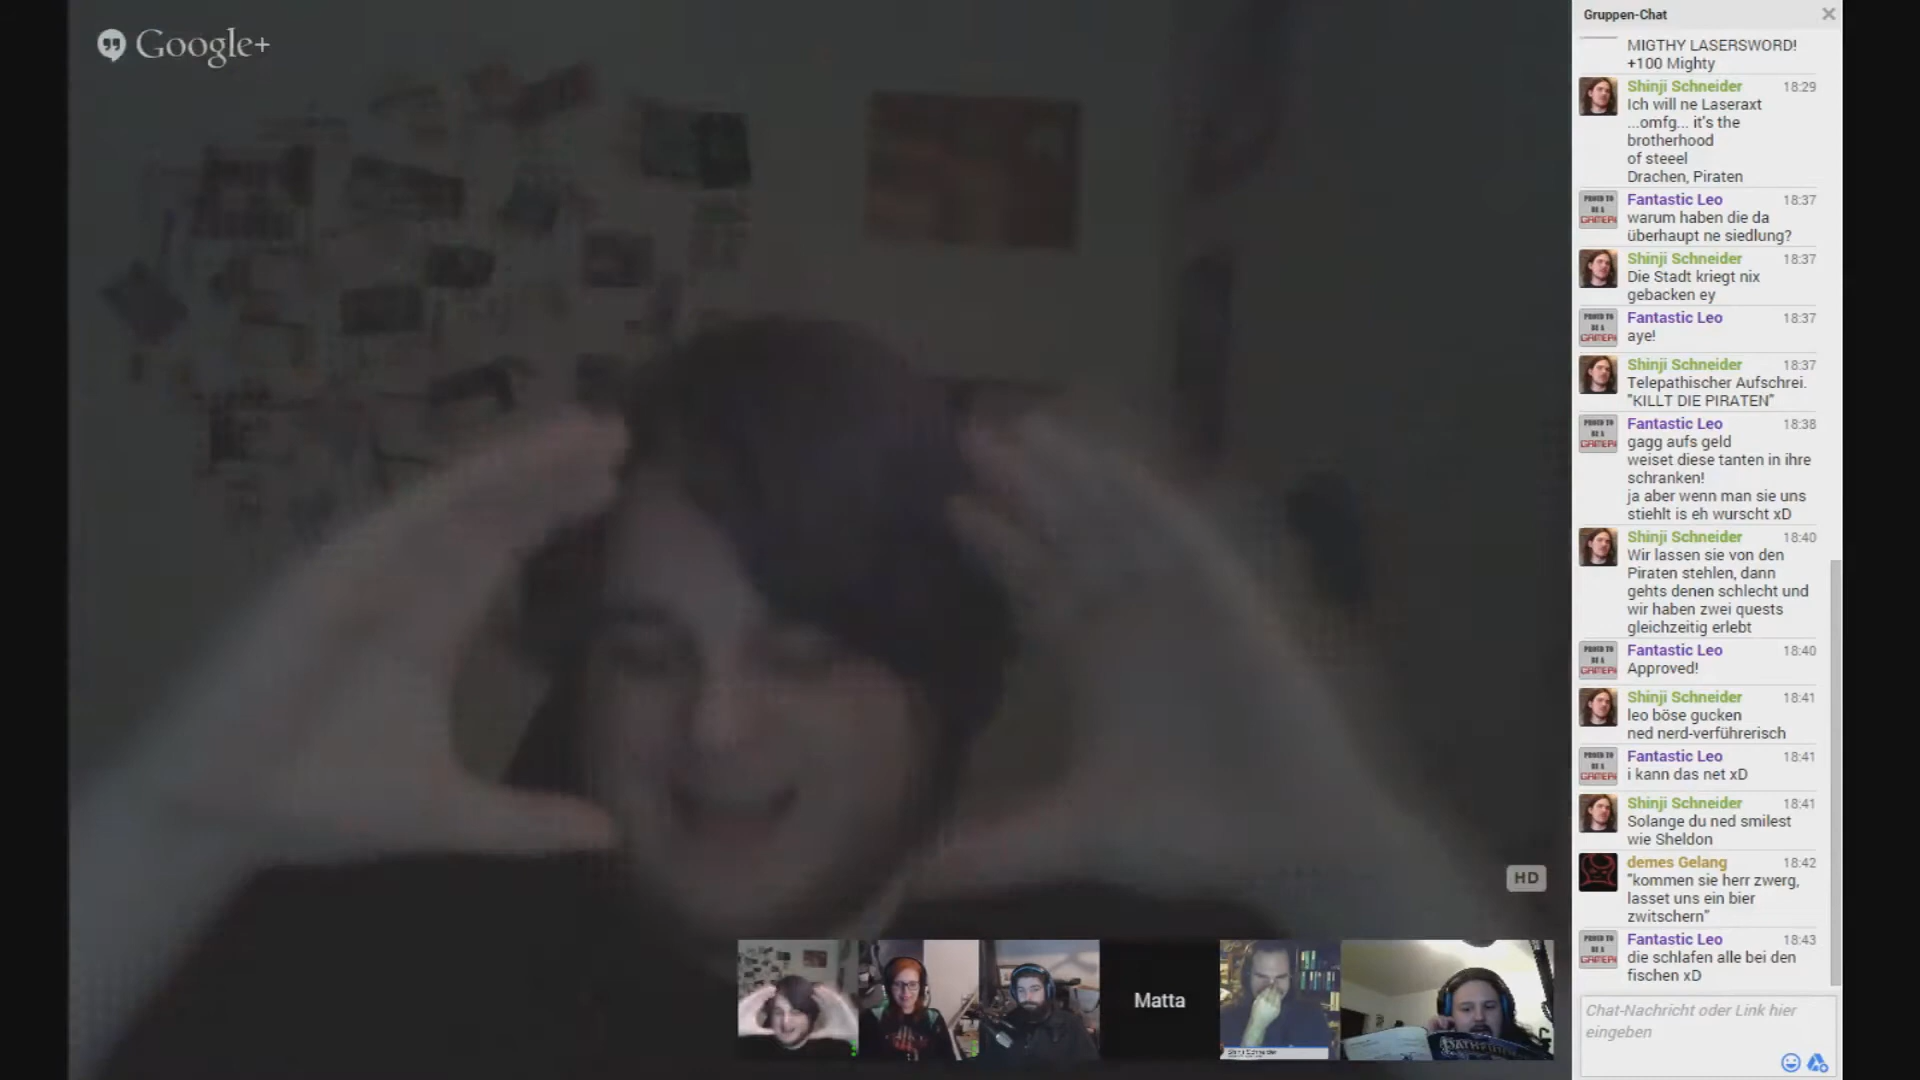 Google+
Gruppen-Chat
MIGTHY LASERSWORD!
+100 Mighty
Shinji Schneider 18:29
Ich will ne Laseraxt
...omfg... it's the
brotherhood
of steeel
Drachen, Piraten
Fantastic Leo 18:37
warum haben die da
überhaupt ne siedlung?
Shinji Schneider 18:37
Die Stadt kriegt nix
gebacken ey
Fantastic Leo 18:37
aye!
Shinji Schneider 18:37
Telepathischer Aufschrei.
"KILLT DIE PIRATEN"
Fantastic Leo 18:38
gagg aufs geld
weiset diese tanten in ihre
schranken!
ja aber wenn man sie uns
stiehlt is eh wurscht xD
Shinji Schneider 18:40
Wir lassen sie von den
Piraten stehlen, dann
gehts denen schlecht und
wir haben zwei quests
gleichzeitig erlebt
Fantastic Leo 18:40
Approved!
Shinji Schneider 18:41
leo böse gucken
ned nerd-verführerisch
Fantastic Leo 18:41
i kann das net xD
Shinji Schneider 18:41
Solange du ned smilest
wie Sheldon
demes Gelang 18:42
"kommen sie herr zwerg,
lasset uns ein bier
zwitschern"
Fantastic Leo 18:43
die schlafen alle bei den
fischen xD
Chat-Nachricht oder Link hier
eingeben
HD
Matta
Shinji Schneider